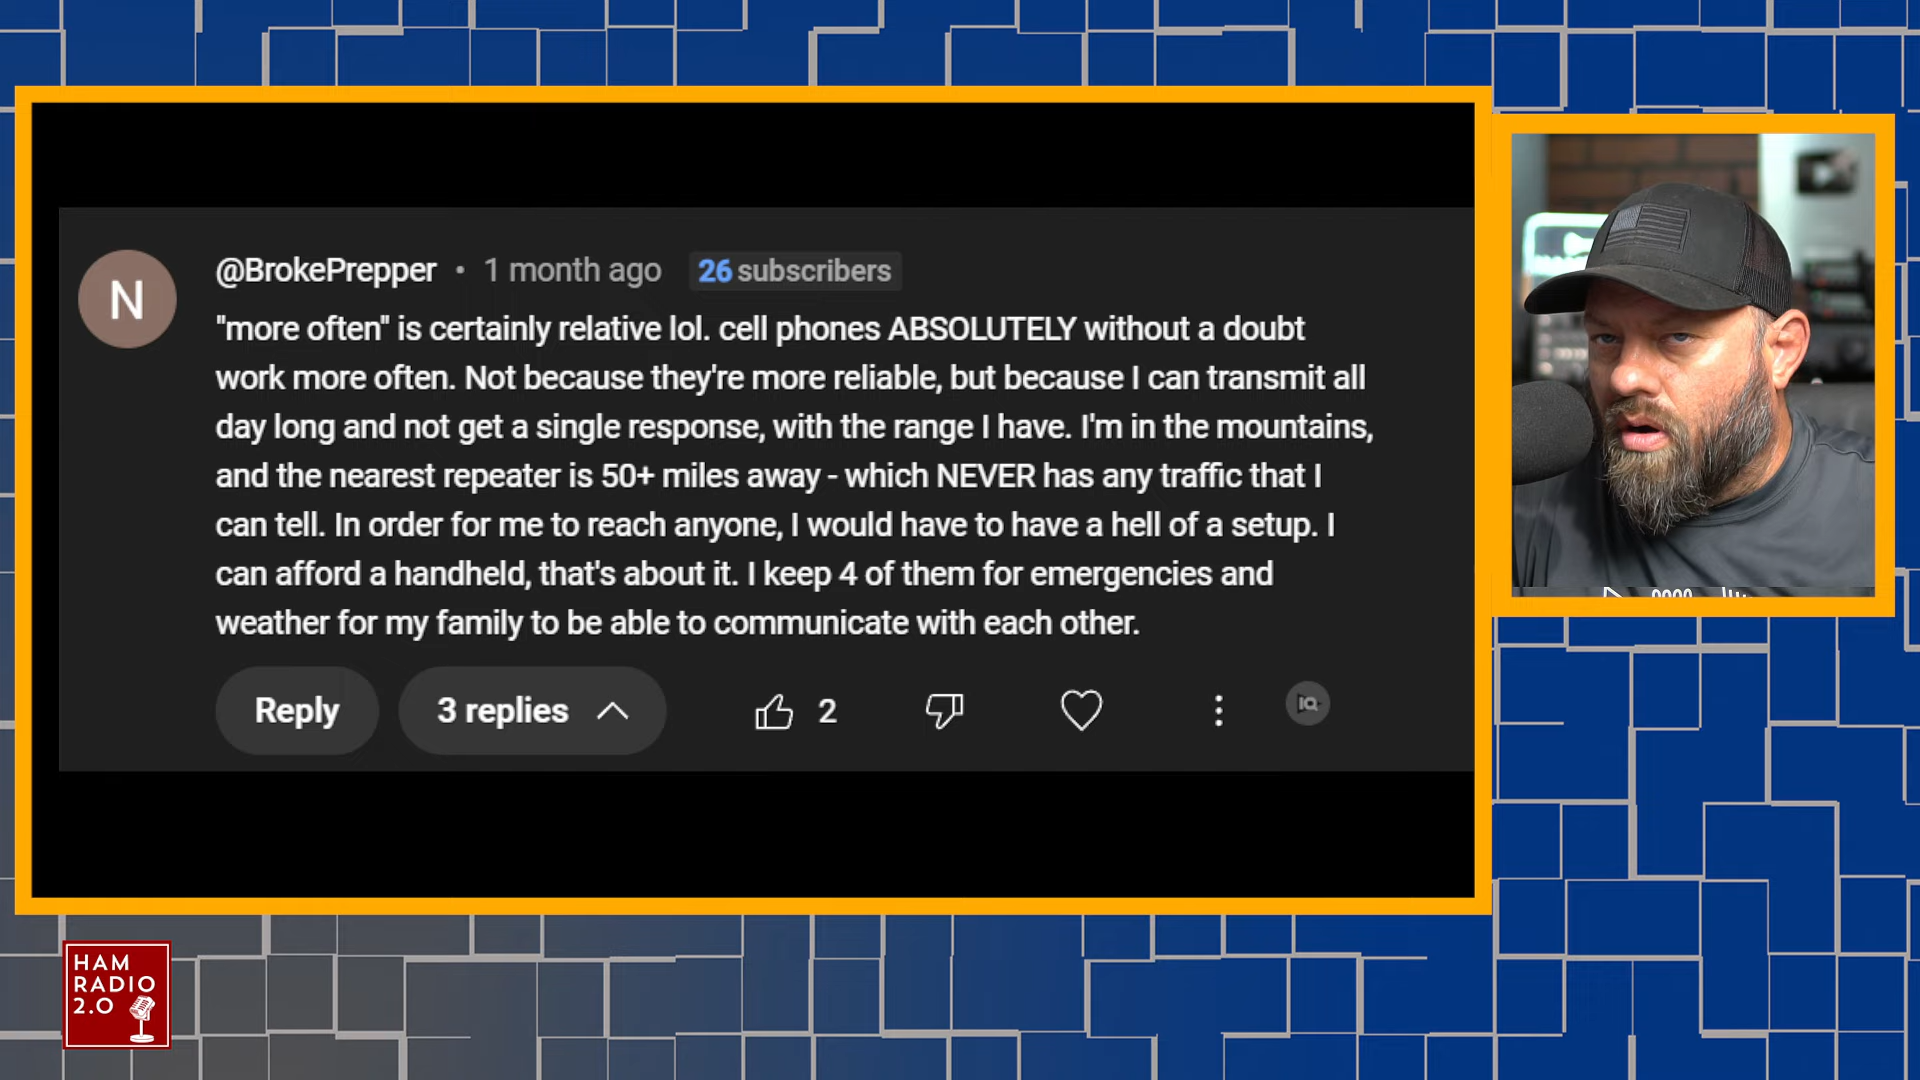 @BrokePrepper • 1 month ago 26 subscribers
N
"more often" is certainly relative lol. cell phones ABSOLUTELY without a doubt
work more often. Not because they're more reliable, but because I can transmit all
day long and not get a single response, with the range I have. I'm in the mountains,
and the nearest repeater is 50+ miles away - which NEVER has any traffic that I
can tell. In order for me to reach anyone, I would have to have a hell of a setup. I
can afford a handheld, that's about it. I keep 4 of them for emergencies and
weather for my family to be able to communicate with each other.
Reply 3 replies 2 IQ
HAM
RADIO
2.0